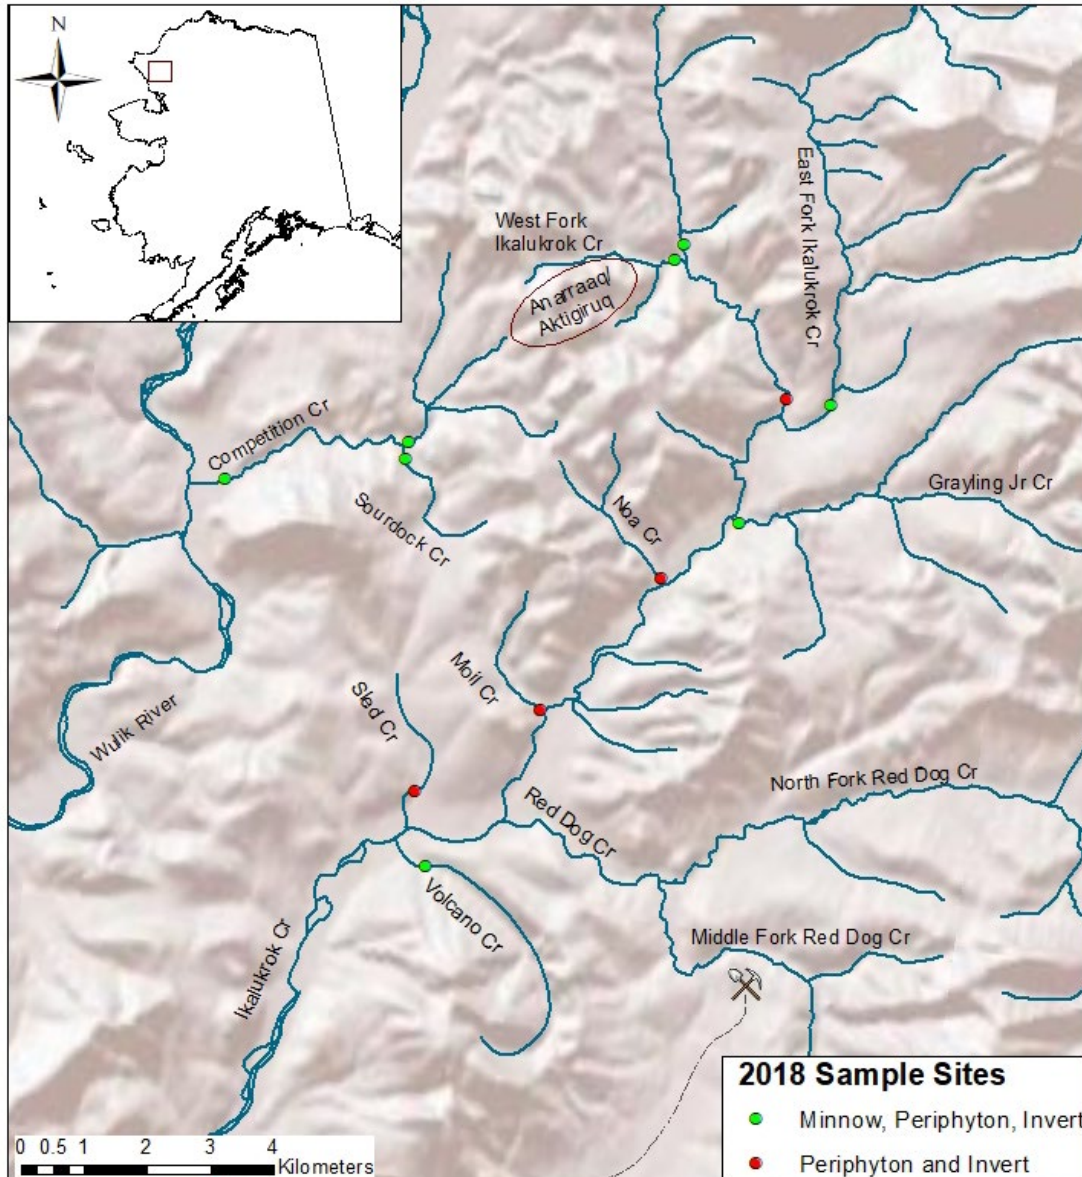 N
West Fork
Ikalukrok Cr
East Fork Ikalukrok Cr
Anarraaq/
Aktigiruq
Competition Cr
Sourdock Cr
Noa Cr
Grayling Jr Cr
Moil Cr
Sled Cr
Wulik River
North Fork Red Dog Cr
Red Dog Cr
Volcano Cr
Middle Fork Red Dog Cr
Ikalukrok Cr
2018 Sample Sites
Minnow, Periphyton, Invert
Periphyton and Invert
0 0.5 1 2 3 4
Kilometers